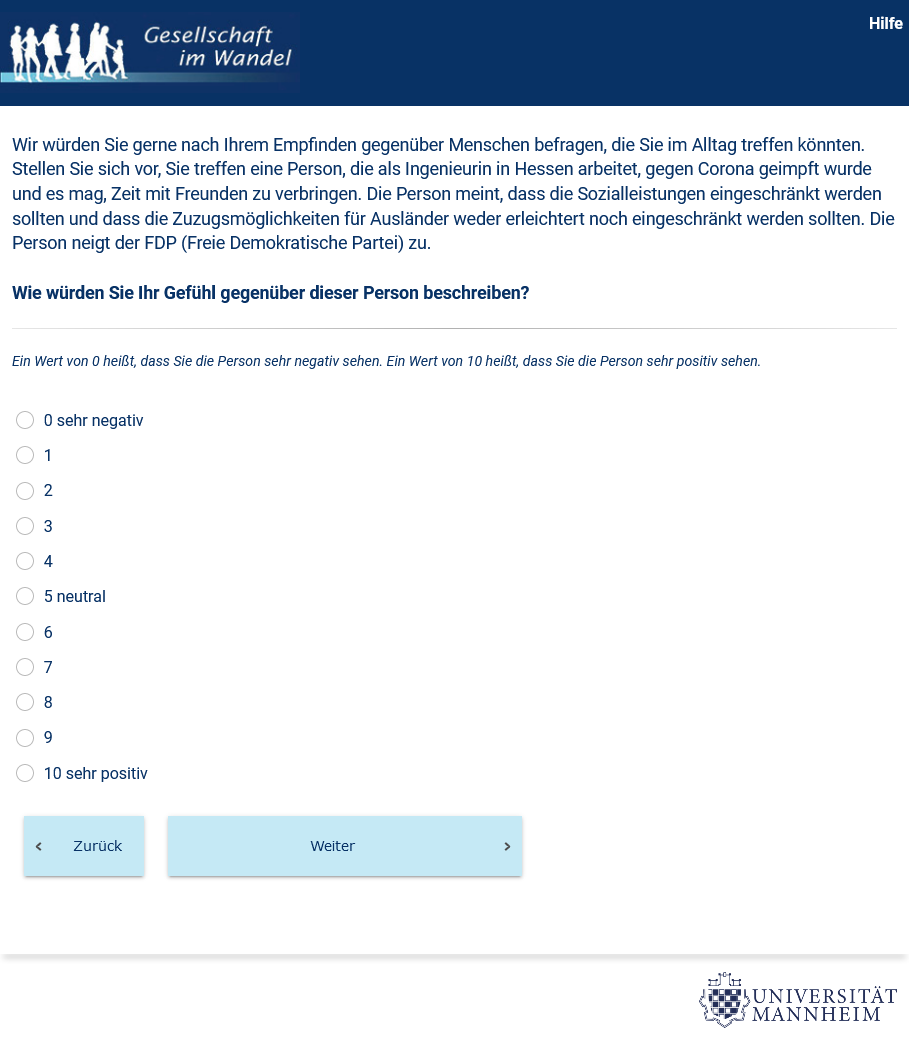 Gesellschaft
im Wandel
Hilfe
Wir würden Sie gerne nach Ihrem Empfinden gegenüber Menschen befragen, die Sie im Alltag treffen könnten.
Stellen Sie sich vor, Sie treffen eine Person, die als Ingenieurin in Hessen arbeitet, gegen Corona geimpft wurde
und es mag, Zeit mit Freunden zu verbringen. Die Person meint, dass die Sozialleistungen eingeschränkt werden
sollten und dass die Zuzugsmöglichkeiten für Ausländer weder erleichtert noch eingeschränkt werden sollten. Die
Person neigt der FDP (Freie Demokratische Partei) zu.
Wie würden Sie Ihr Gefühl gegenüber dieser Person beschreiben?
Ein Wert von 0 heißt, dass Sie die Person sehr negativ sehen. Ein Wert von 10 heißt, dass Sie die Person sehr positiv sehen.
0 sehr negativ
1
2
3
4
5 neutral
6
7
8
9
10 sehr positiv
‹ Zurück
Weiter ›
UNIVERSITÄT
MANNHEIM